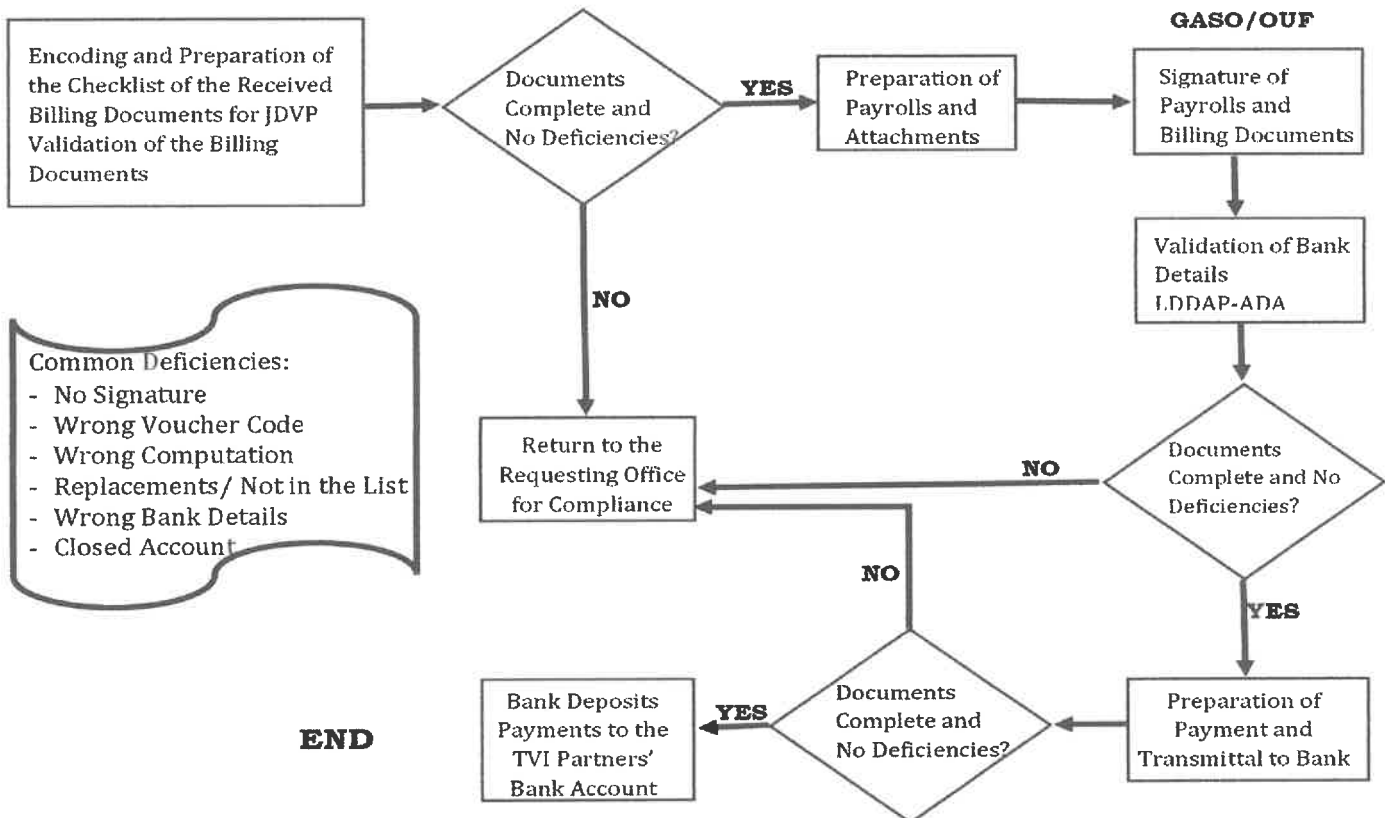 Encoding and Preparation of
the Checklist of the Received
Billing Documents for JDVP
Validation of the Billing
Documents
Documents
Complete and
No Deficiencies?
YES
Preparation of
Payrolls and
Attachments
GASO/OUF
Signature of
Payrolls and
Billing Documents
Validation of Bank
Details
LDDAP-ADA
NO
Common Deficiencies:
- No Signature
- Wrong Voucher Code
- Wrong Computation
- Replacements/ Not in the List
- Wrong Bank Details
- Closed Account
Return to the
Requesting Office
for Compliance
NO
Documents
Complete and No
Deficiencies?
NO
YES
END
Bank Deposits
Payments to the
TVI Partners'
Bank Account
YES
Documents
Complete and
No Deficiencies?
Preparation of
Payment and
Transmittal to Bank